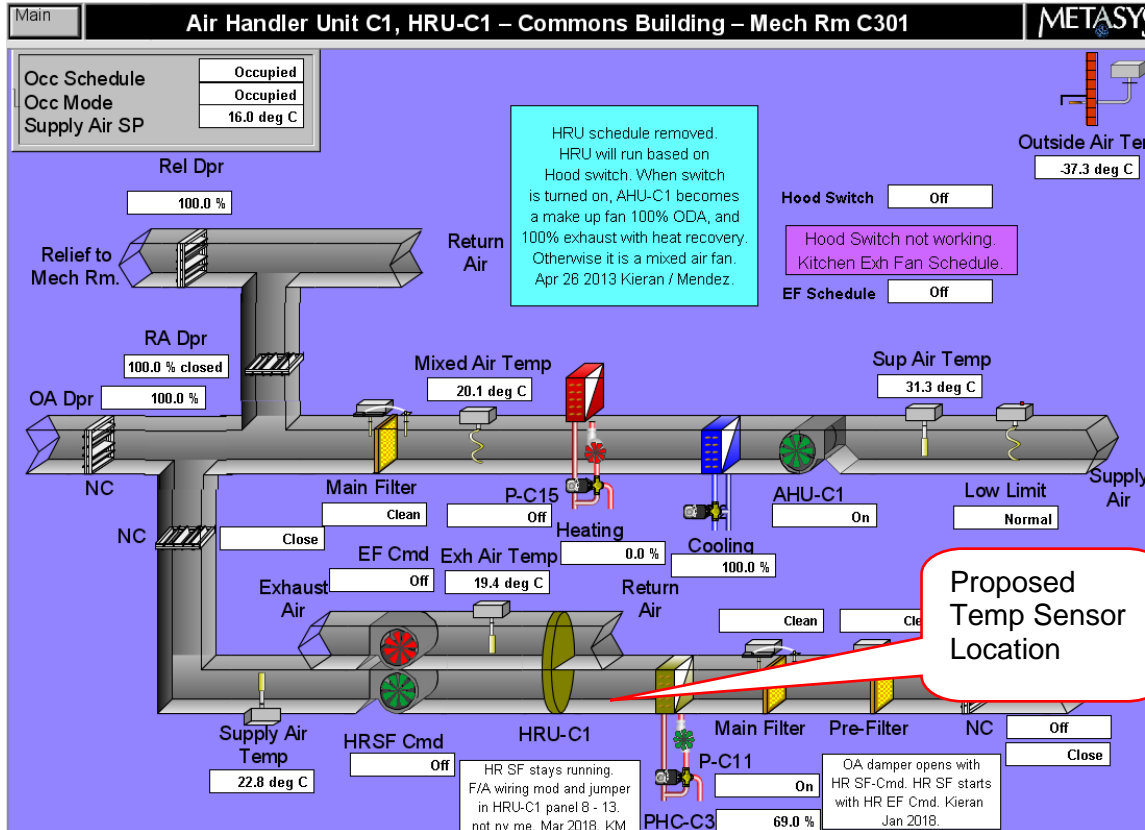 Main
Air Handler Unit C1, HRU-C1 – Commons Building – Mech Rm C301
METASYS
Occ Schedule
Occupied
Occ Mode
Occupied
Supply Air SP
16.0 deg C
Outside Air Tem
-37.3 deg C
HRU schedule removed.
HRU will run based on
Hood switch. When switch
is turned on, AHU-C1 becomes
a make up fan 100% ODA, and
100% exhaust with heat recovery.
Otherwise it is a mixed air fan.
Apr 26 2013 Kieran / Mendez.
Hood Switch
Off
Hood Switch not working.
Kitchen Exh Fan Schedule.
EF Schedule
Off
Rel Dpr
100.0 %
Relief to
Mech Rm.
Return
Air
RA Dpr
100.0 % closed
OA Dpr
100.0 %
Mixed Air Temp
20.1 deg C
Sup Air Temp
31.3 deg C
NC
Main Filter
Clean
P-C15
Off
Heating
0.0 %
Cooling
100.0 %
AHU-C1
On
Low Limit
Normal
Supply
Air
NC
Close
EF Cmd
Off
Exh Air Temp
19.4 deg C
Exhaust
Air
Return
Air
Clean
Cle
Proposed
Temp Sensor
Location
Supply Air
Temp
22.8 deg C
HRSF Cmd
Off
HRU-C1
Main Filter
Pre-Filter
NC
Off
Close
P-C11
On
PHC-C3
69.0 %
HR SF stays running.
F/A wiring mod and jumper
in HRU-C1 panel 8 - 13.
not ny me. Mar 2018. KM
OA damper opens with
HR SF-Cmd. HR SF starts
with HR EF Cmd. Kieran
Jan 2018.